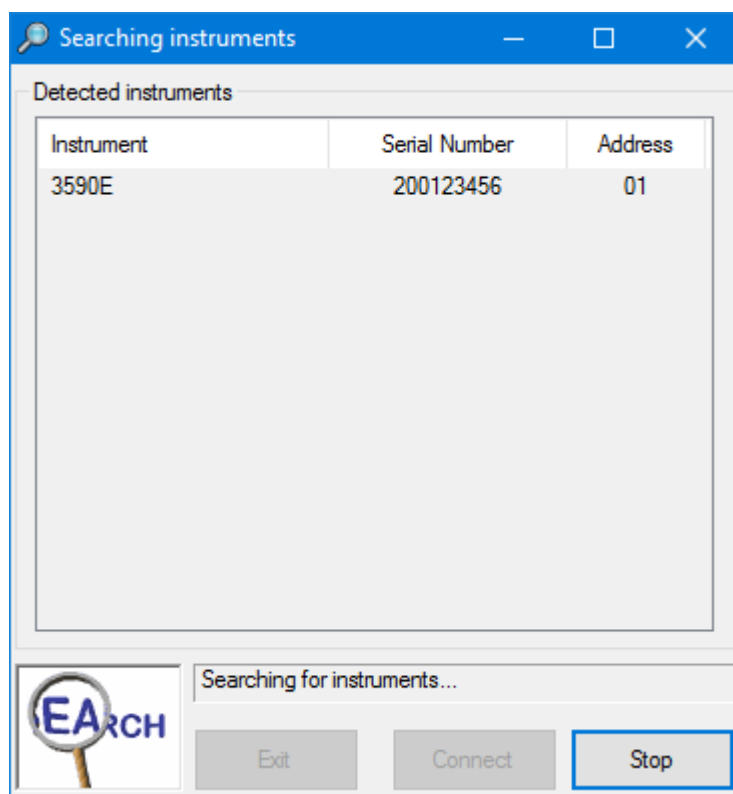 Searching instruments
Detected instruments
Instrument Serial Number Address
3590E 200123456 01
Searching for instruments...
EARCH
Exit Connect Stop